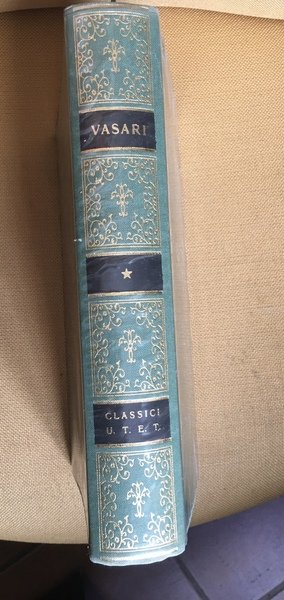 VASARI
CLASSICI
U. T. E. T.